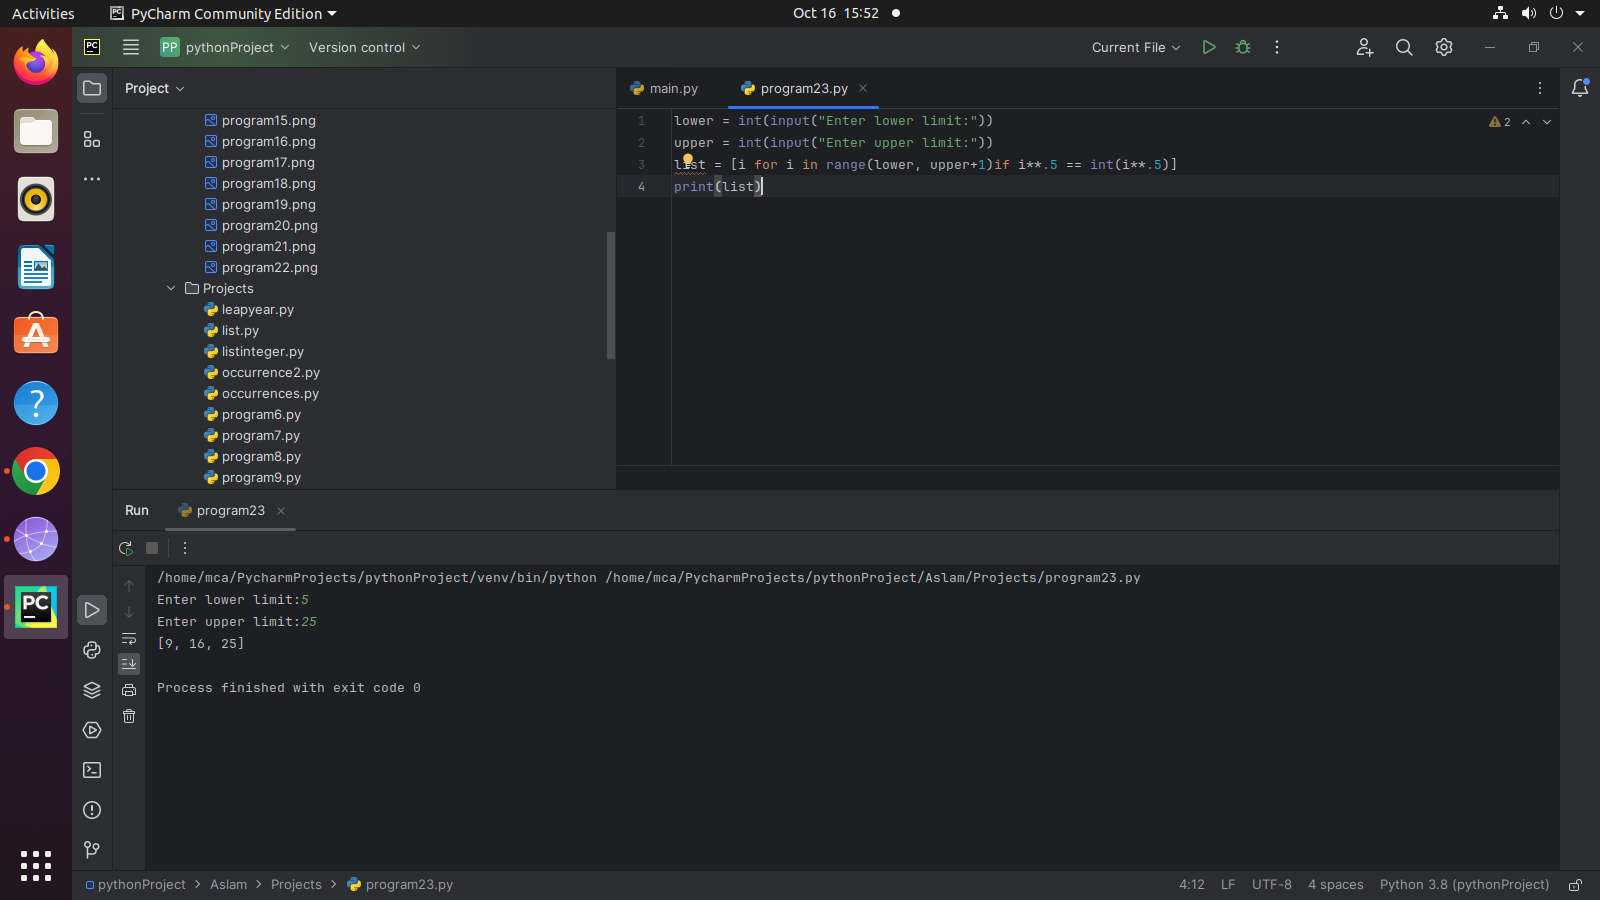 Activities
PyCharm Community Edition
Oct 16 15:52
PC
PP pythonProject
Version control
Current File
Project
program15.png
program16.png
program17.png
program18.png
program19.png
program20.png
program21.png
program22.png
Projects
leapyear.py
list.py
listinteger.py
occurrence2.py
occurrences.py
program6.py
program7.py
program8.py
program9.py
main.py
program23.py
1 lower = int(input("Enter lower limit:"))
2 upper = int(input("Enter upper limit:"))
3 list = [i for i in range(lower, upper+1)if i**.5 == int(i**.5)]
4 print(list)
2
Run
program23
/home/mca/PycharmProjects/pythonProject/venv/bin/python /home/mca/PycharmProjects/pythonProject/Aslam/Projects/program23.py
Enter lower limit:5
Enter upper limit:25
[9, 16, 25]
Process finished with exit code 0
PC
pythonProject > Aslam > Projects > program23.py
4:12 LF UTF-8 4 spaces Python 3.8 (pythonProject)